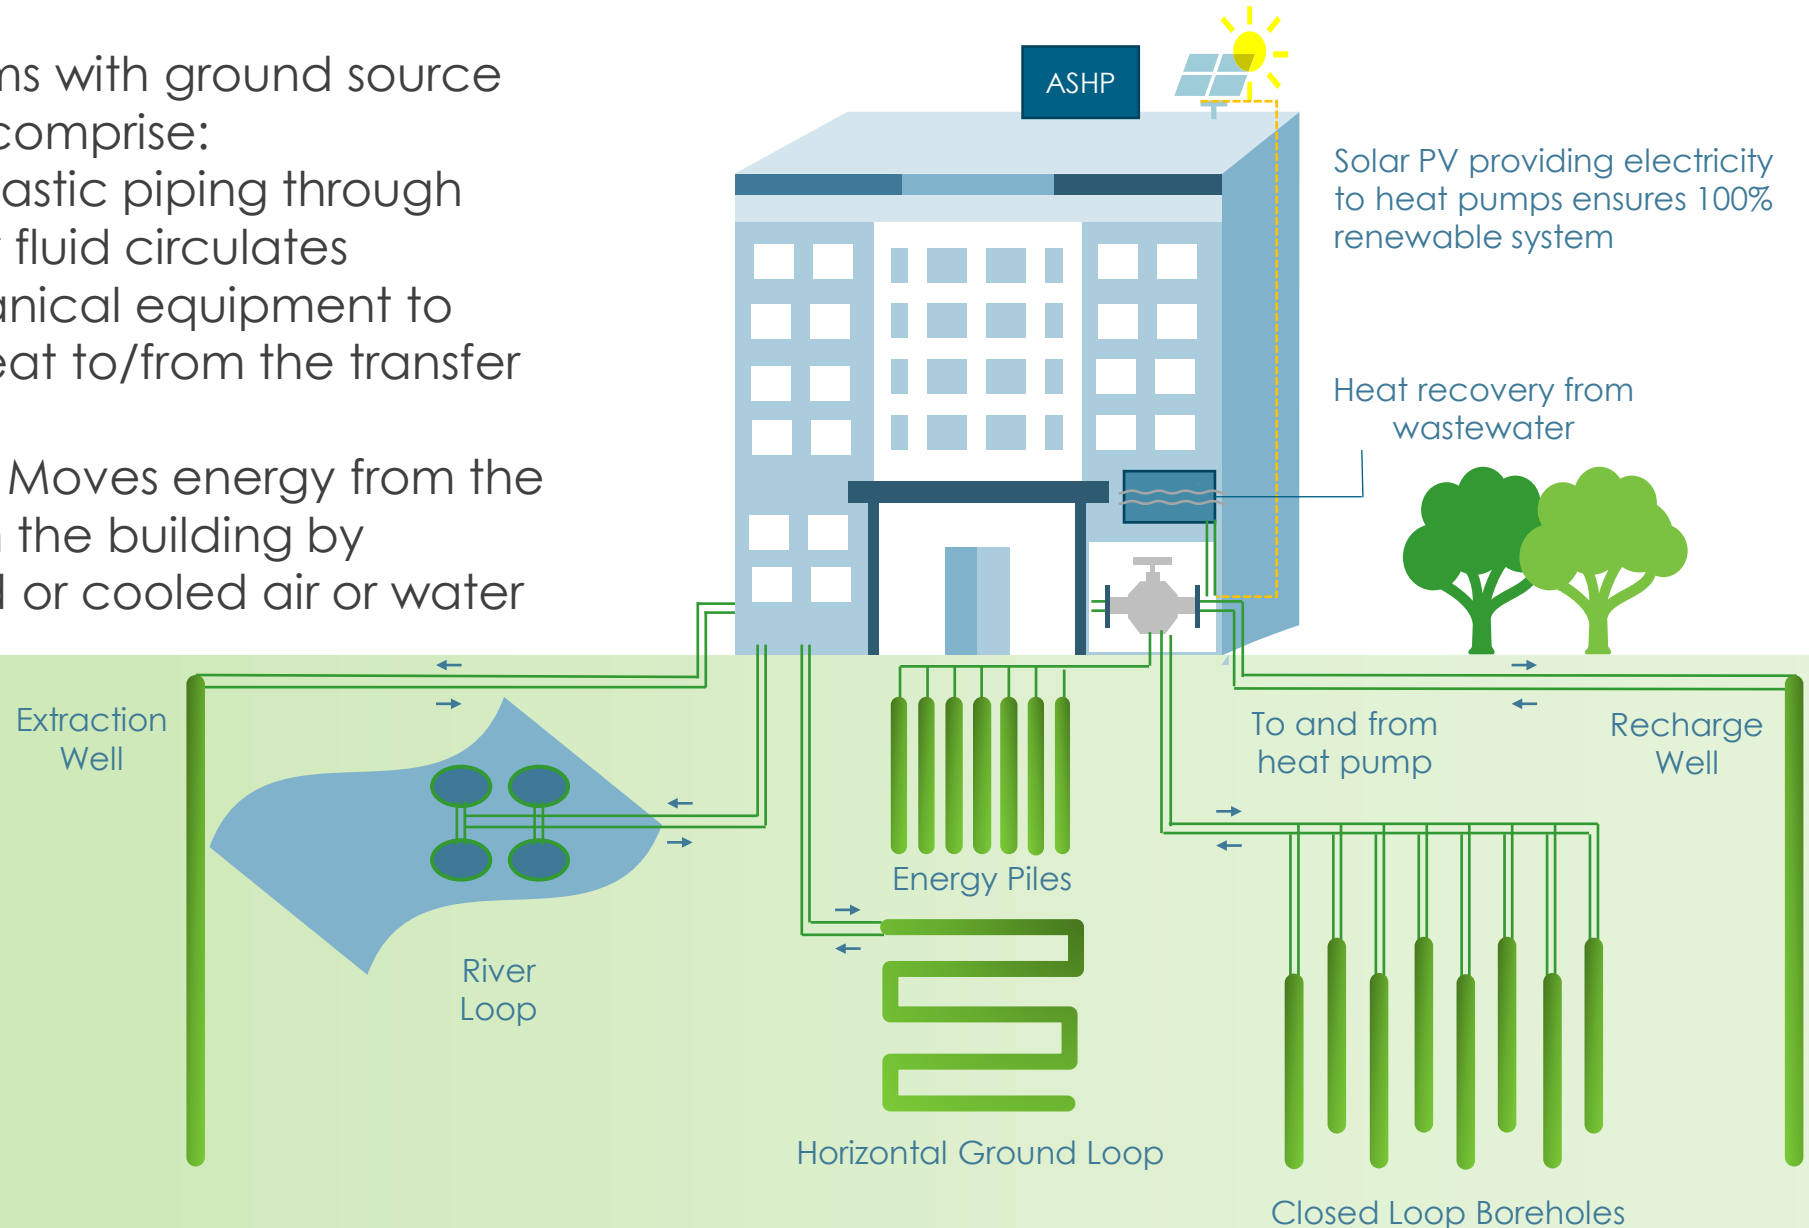 ms with ground source
comprise:
astic piping through
fluid circulates
anical equipment to
eat to/from the transfer
Moves energy from the
the building by
or cooled air or water
ASHP
Solar PV providing electricity
to heat pumps ensures 100%
renewable system
Heat recovery from
wastewater
Extraction
Well
To and from
heat pump
Recharge
Well
Energy Piles
River
Loop
Horizontal Ground Loop
Closed Loop Boreholes